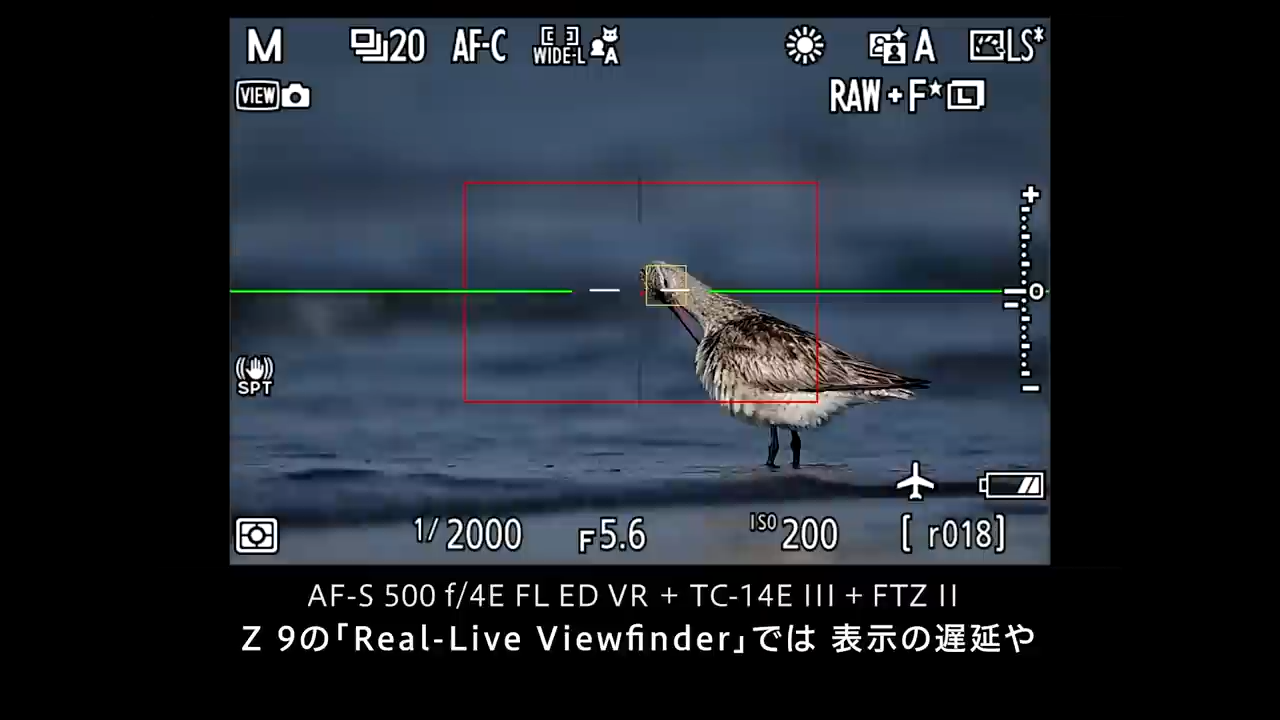 M 20 AF-C WIDE-L A A LS*
VIEW RAW + F★ L
+
0
SPT
−
1/2000 F5.6 ISO 200 [ r018]
AF-S 500 f/4E FL ED VR + TC-14E III + FTZ II
Z 9の「Real-Live Viewfinder」では 表示の遅延や